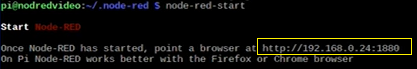 pi@nodredvideo:~/.node-red $ node-red-start
Start Node-RED
Once Node-RED has started, point a browser at http://192.168.0.24:1880
On Pi Node-RED works better with the Firefox or Chrome browser